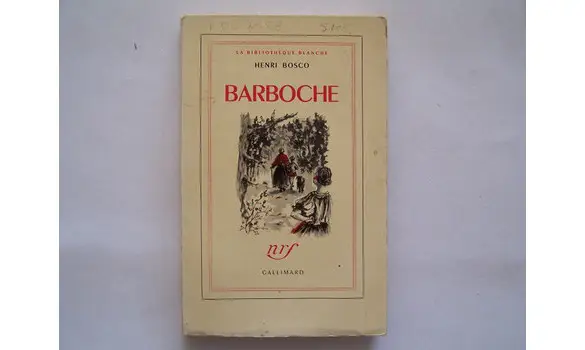 LA BIBLIOTHÈQUE BLANCHE
HENRI BOSCO
BARBOCHE
nrf
GALLIMARD